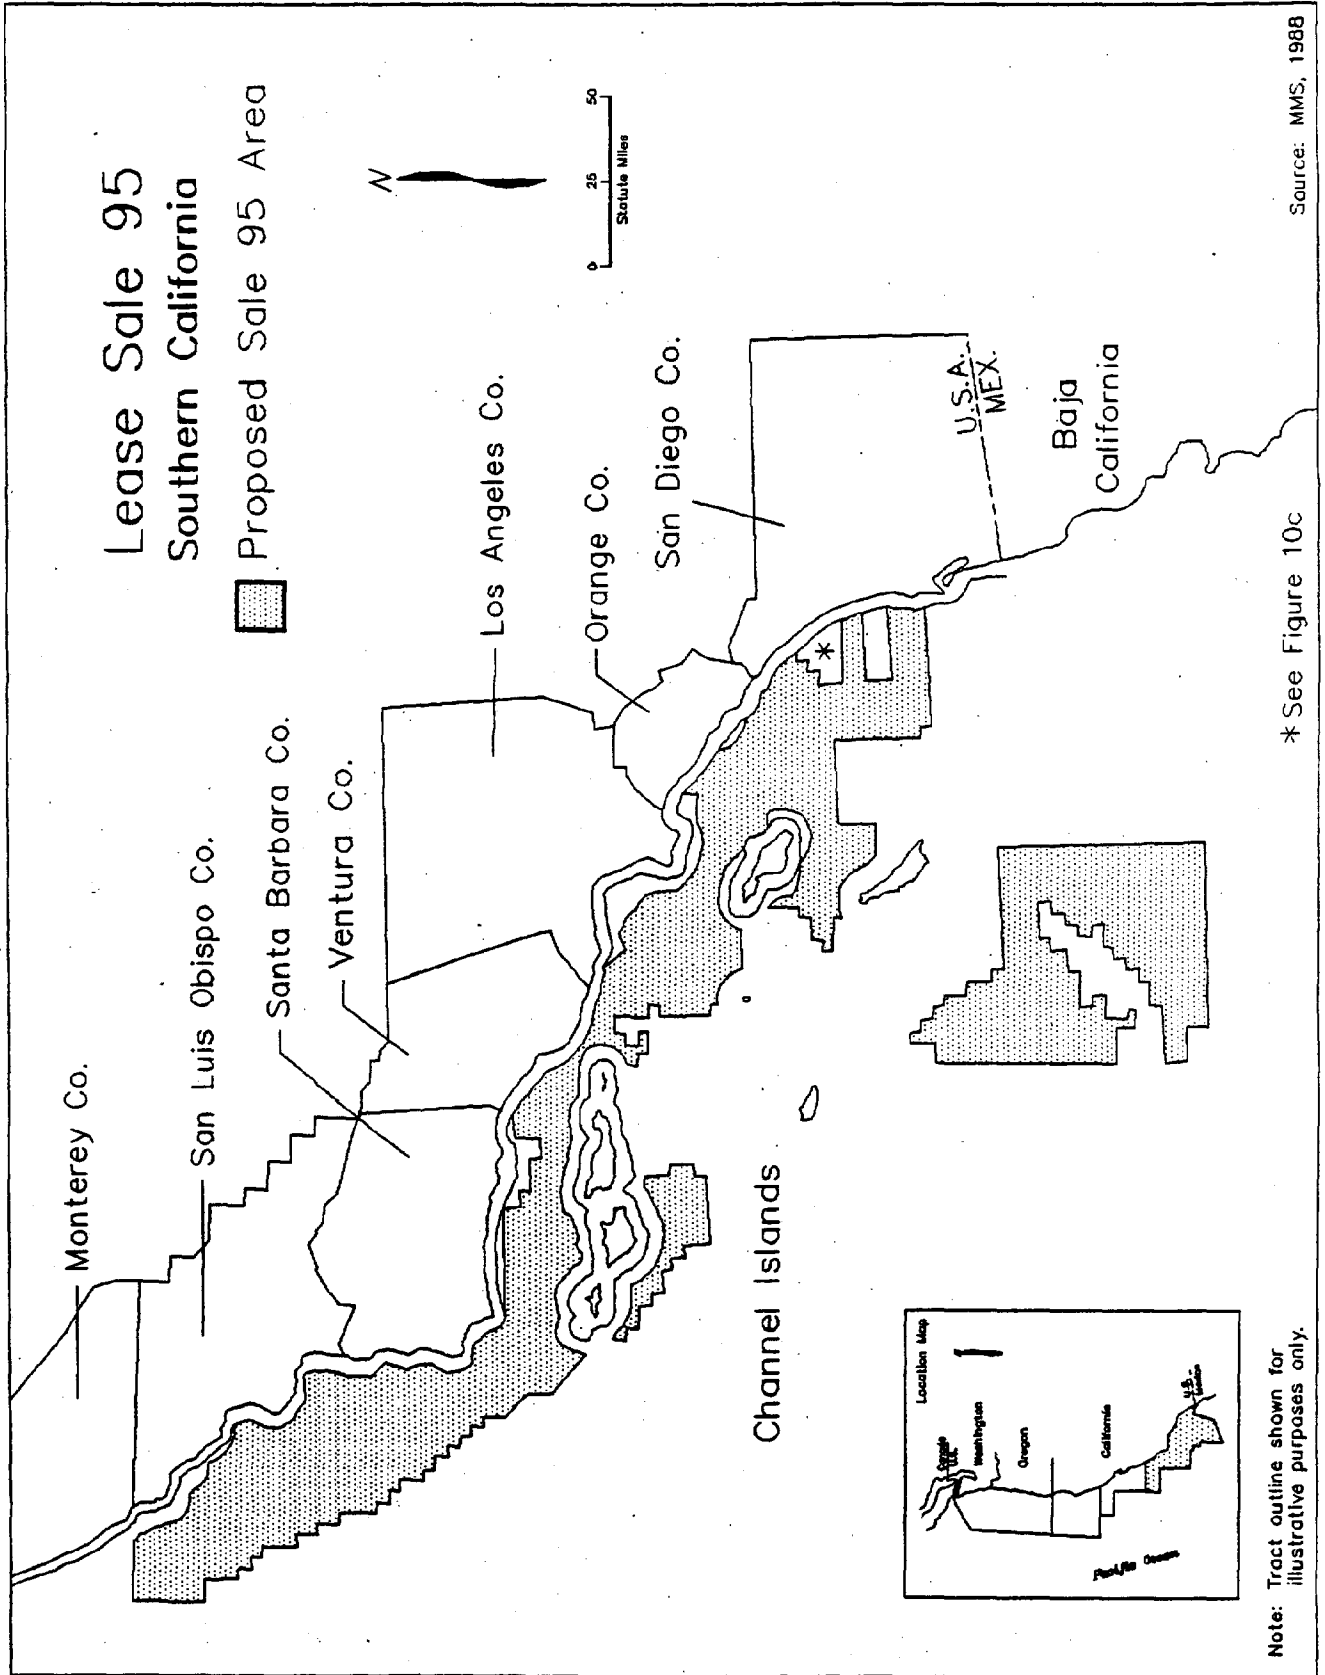 Lease Sale 95
Southern California
Proposed Sale 95 Area
N
0 25 50
Statute Miles
Monterey Co.
San Luis Obispo Co.
Santa Barbara Co.
Ventura Co.
Los Angeles Co.
Orange Co.
San Diego Co.
U.S.A.
MEX.
Baja
California
*
Channel Islands
Location Map
Canada
U.S.
Washington
Oregon
California
Pacific Ocean
U.S.
Mexico
* See Figure 10c
Note: Tract outline shown for
illustrative purposes only.
Source: MMS, 1988